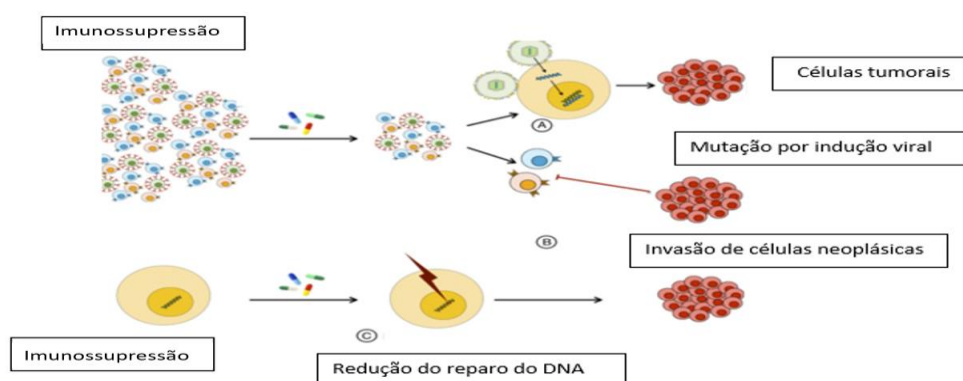 Imunossupressão
Células tumorais
A
Mutação por indução viral
B
Invasão de células neoplásicas
C
Imunossupressão
Redução do reparo do DNA